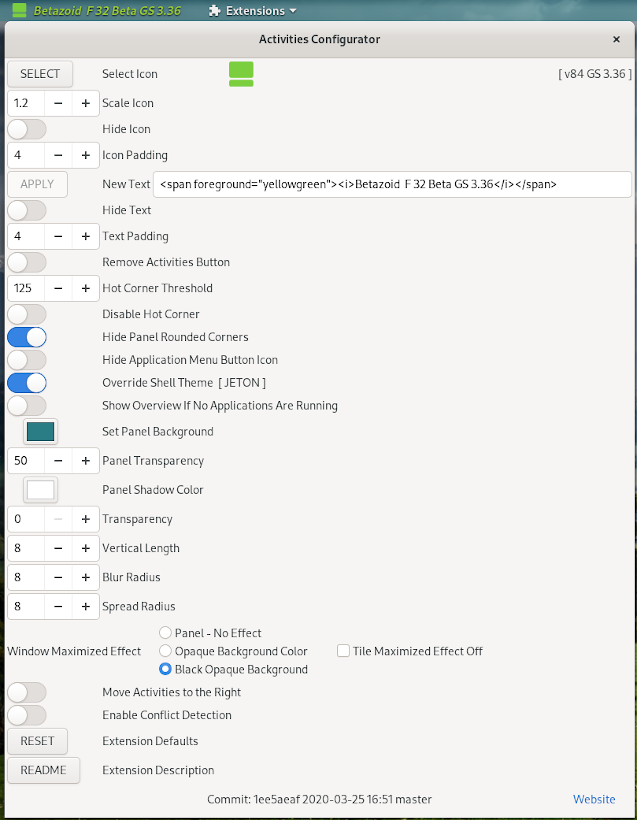 Betazoid F 32 Beta GS 3.36 Extensions
Activities Configurator ×
SELECT Select Icon [ v84 GS 3.36 ]
1.2 − + Scale Icon
Hide Icon
4 − + Icon Padding
APPLY New Text <span foreground="yellowgreen"><i>Betazoid  F 32 Beta GS 3.36</i></span>
Hide Text
4 − + Text Padding
Remove Activities Button
125 − + Hot Corner Threshold
Disable Hot Corner
Hide Panel Rounded Corners
Hide Application Menu Button Icon
Override Shell Theme  [ JETON ]
Show Overview If No Applications Are Running
Set Panel Background
50 − + Panel Transparency
Panel Shadow Color
0 − + Transparency
8 − + Vertical Length
8 − + Blur Radius
8 − + Spread Radius
Panel - No Effect
Window Maximized Effect Opaque Background Color Tile Maximized Effect Off
Black Opaque Background
Move Activities to the Right
Enable Conflict Detection
RESET Extension Defaults
README Extension Description
Commit: 1ee5aeaf 2020-03-25 16:51 master Website